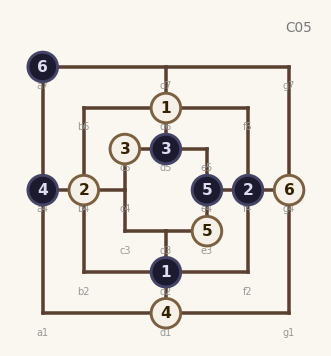 C05
6
a7 d7 g7
1
b6 d6 f6
3 3
c5 d5 e5
4 2 5 2 6
a4 b4 c4 e4 f4 g4
5
c3 d3 e3
1
b2 d2 f2
4
a1 d1 g1